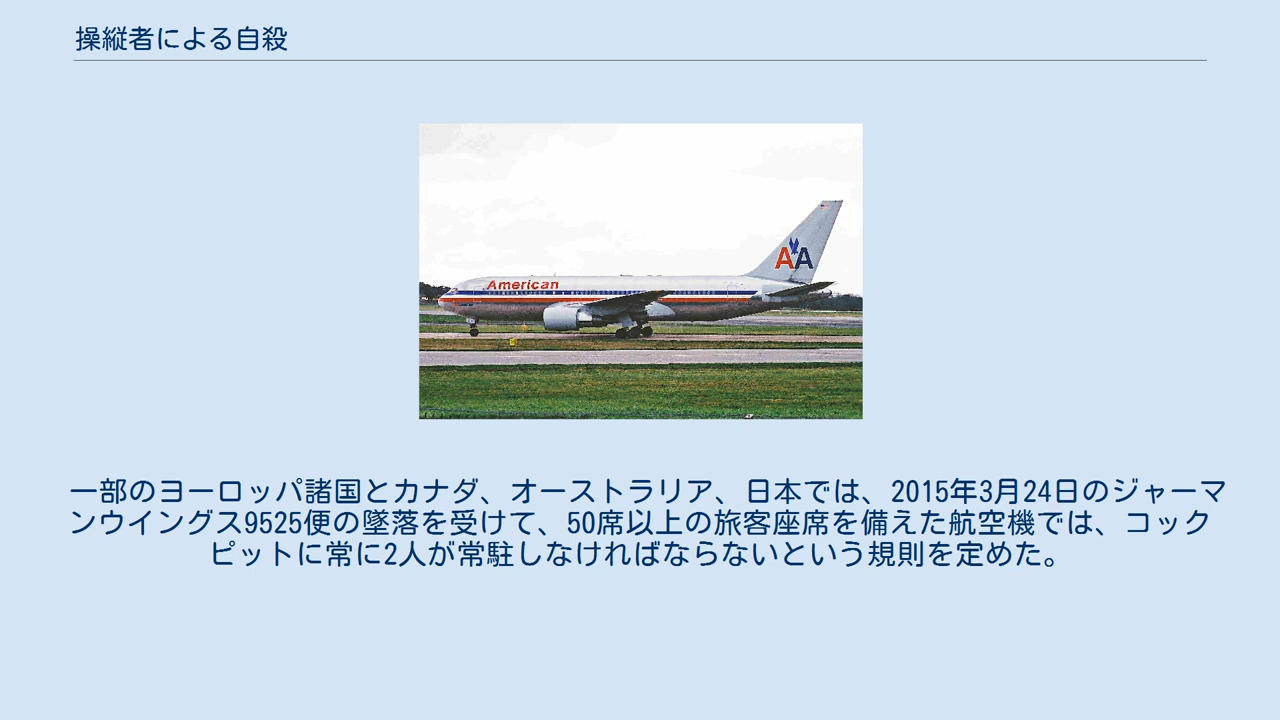 操縦者による自殺
American
AA
一部のヨーロッパ諸国とカナダ、オーストラリア、日本では、2015年3月24日のジャーマ
ンウイングス9525便の墜落を受けて、50席以上の旅客座席を備えた航空機では、コック
ピットに常に2人が常駐しなければならないという規則を定めた。